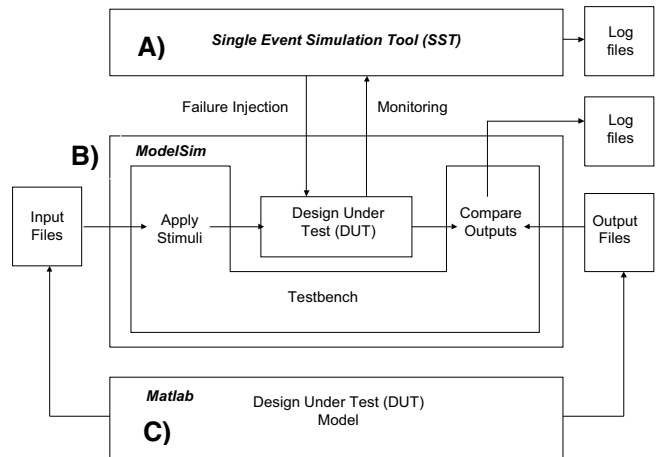 A)
Single Event Simulation Tool (SST)
Log
files
Failure Injection
Monitoring
Log
files
B)
ModelSim
Input
Files
Apply
Stimuli
Design Under
Test (DUT)
Compare
Outputs
Output
Files
Testbench
Matlab
Design Under Test (DUT)
Model
C)